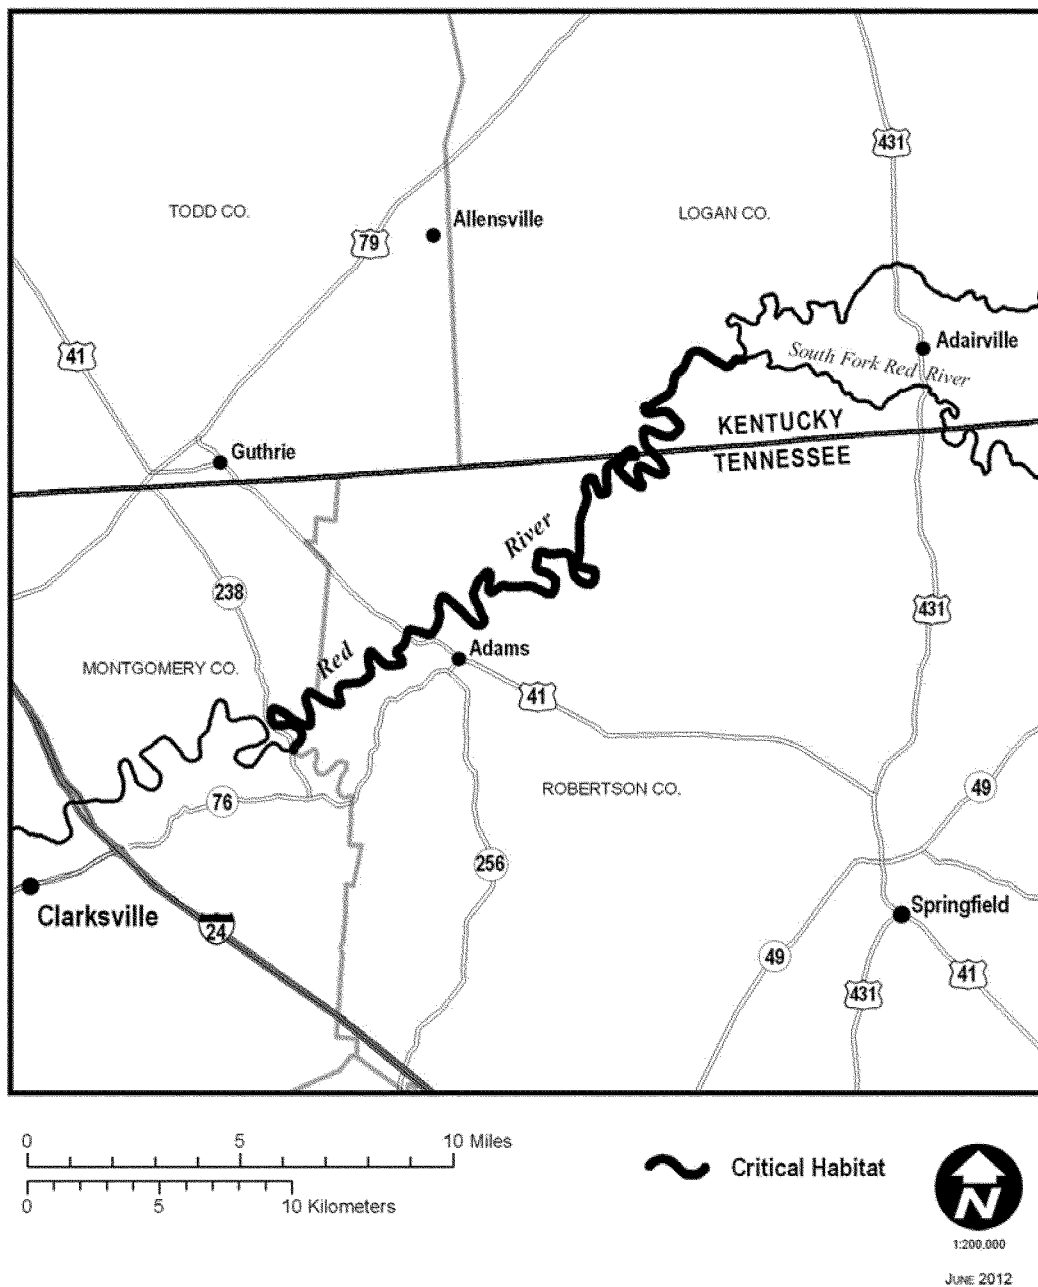 431
TODD CO.
Allensville
LOGAN CO.
79
41
Adairville
South Fork Red River
KENTUCKY
TENNESSEE
Guthrie
River
238
431
Red
Adams
MONTGOMERY CO.
41
ROBERTSON CO.
49
76
256
Springfield
Clarksville
24
49
431
41
0 5 10 Miles
0 5 10 Kilometers
Critical Habitat
N
1:200,000
JUNE 2012